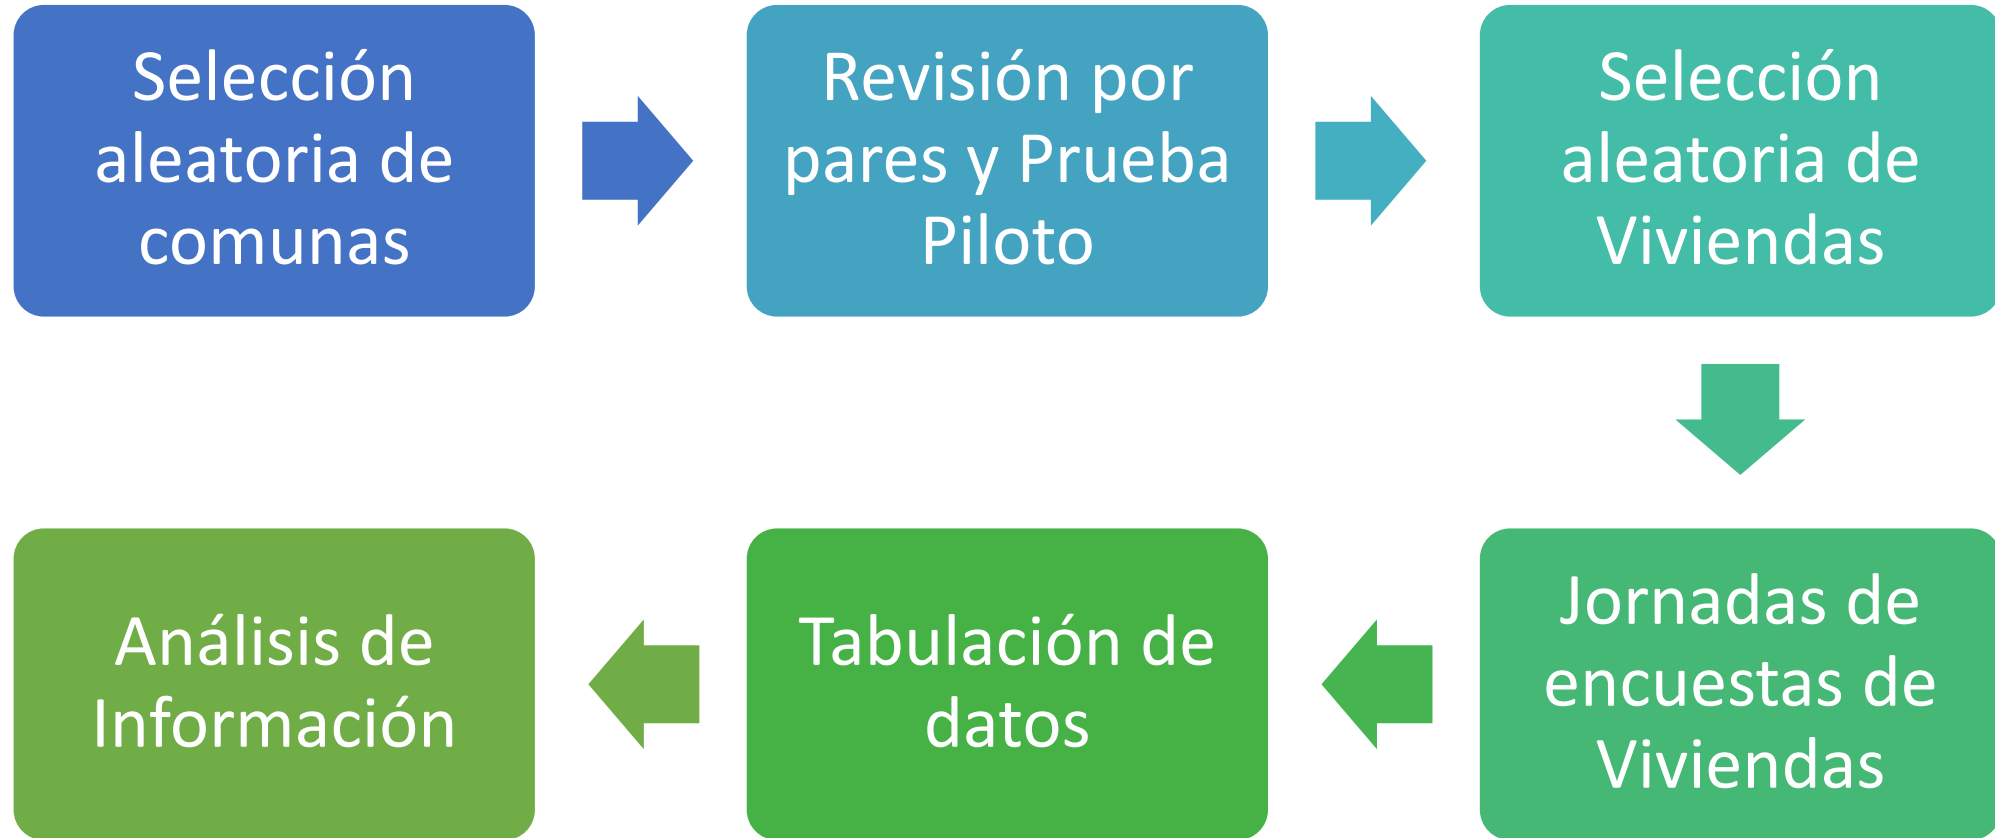 Selección
aleatoria de
comunas
Revisión por
pares y Prueba
Piloto
Selección
aleatoria de
Viviendas
Jornadas de
encuestas de
Viviendas
Tabulación de
datos
Análisis de
Información